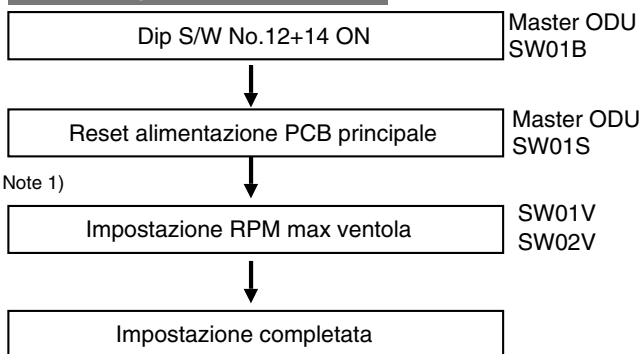 Dip S/W No.12+14 ON
Master ODU
SW01B
Reset alimentazione PCB principale
Master ODU
SW01S
Note 1)
Impostazione RPM max ventola
SW01V
SW02V
Impostazione completata